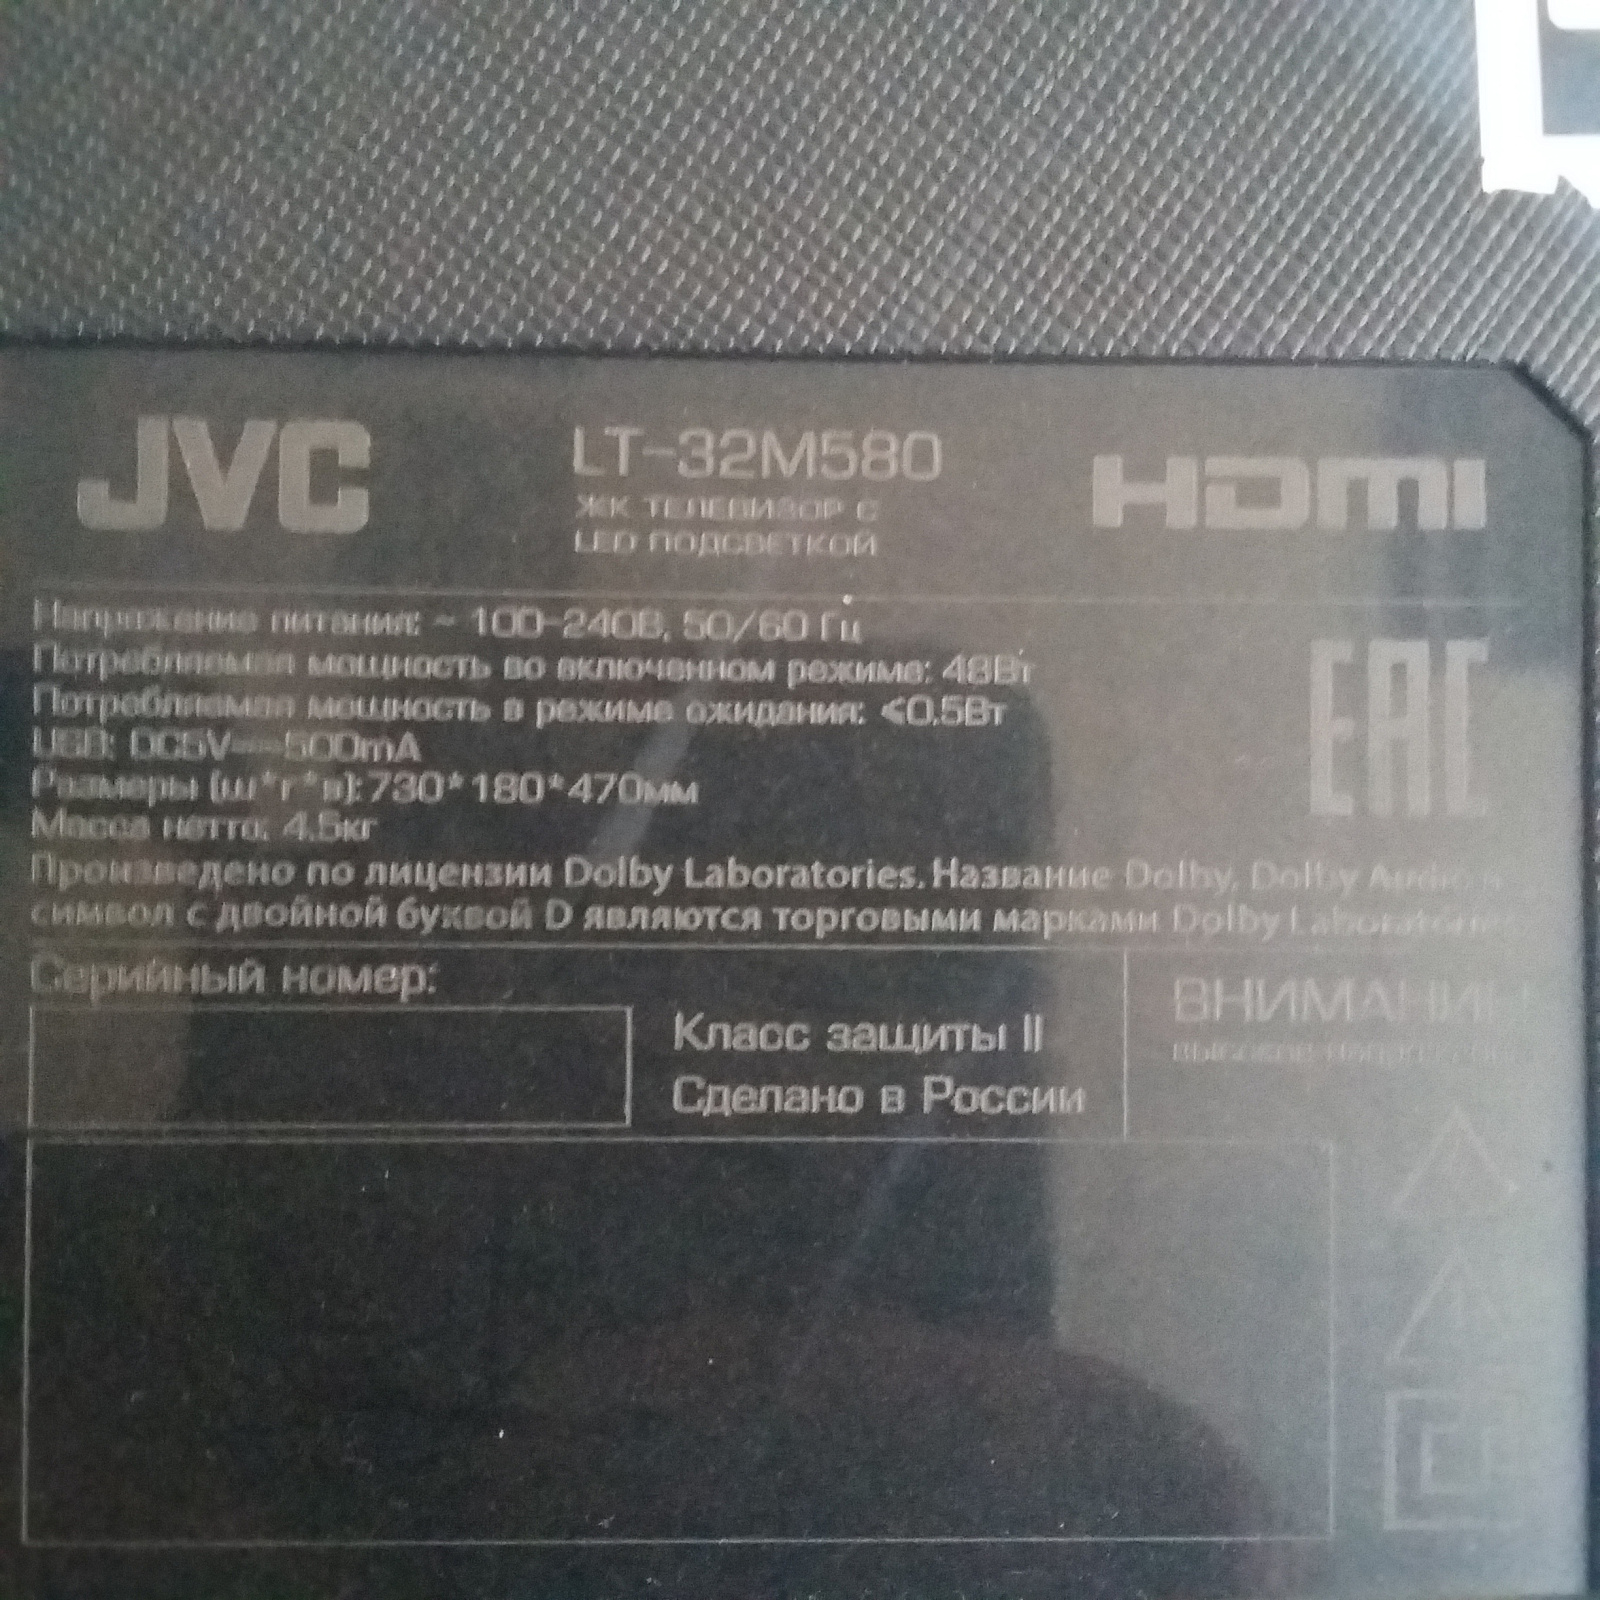 JVC
LT-32M580
ЖК ТЕЛЕВИЗОР С
LED ПОДСВЕТКОЙ
HDMI
Напряжение питания: ~ 100-240В, 50/60 Гц
Потребляемая мощность во включенном режиме: 48Вт
Потребляемая мощность в режиме ожидания: <0.5Вт
USB: DC5V⎓500mA
Размеры (ш*г*в): 730*180*470мм
Масса нетто: 4.5кг
EAC
Произведено по лицензии Dolby Laboratories. Название Dolby, Dolby Audio и
символ с двойной буквой D являются торговыми марками Dolby Laboratories
Серийный номер:
Класс защиты II
Сделано в России
ВНИМАНИЕ
высокое напряжение